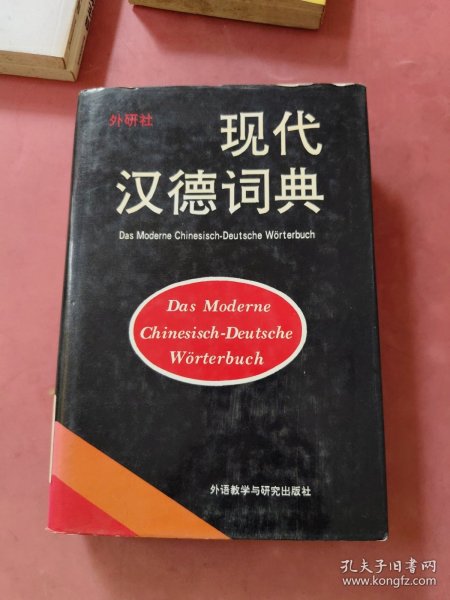 外研社
现代
汉德词典
Das Moderne Chinesisch-Deutsche Wörterbuch
Das Moderne
Chinesisch-Deutsche
Wörterbuch
外语教学与研究出版社
孔夫子旧书网
www.kongfz.com